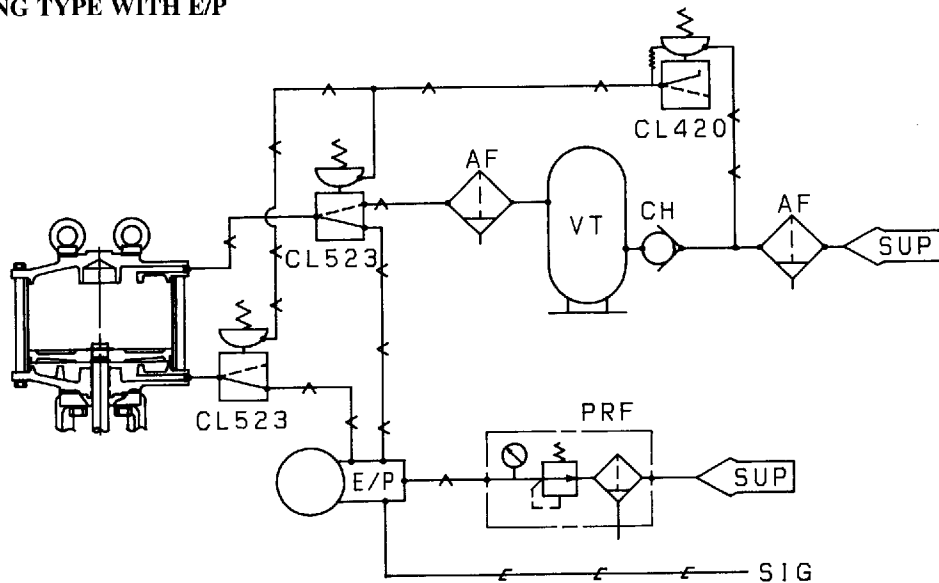 NG TYPE WITH E/P
CL420
AF
VT
CH
AF
SUP
CL523
CL523
PRF
E/P
SUP
SIG